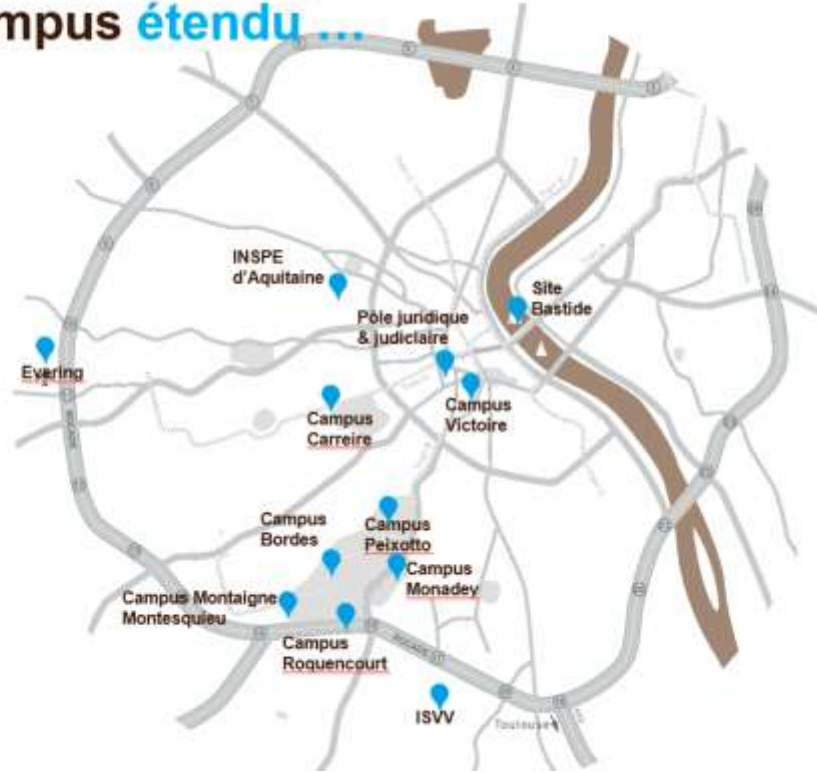 mpus étendu ...
INSPE
d'Aquitaine
Site
Bastide
Pôle juridique
& judiciaire
Evering
Campus
Carreire
Campus
Victoire
Campus
Bordes
Campus
Peixotto
Campus
Monadey
Campus Montaigne
Montesquieu
Campus
Roquencourt
ISVV
Toulouse